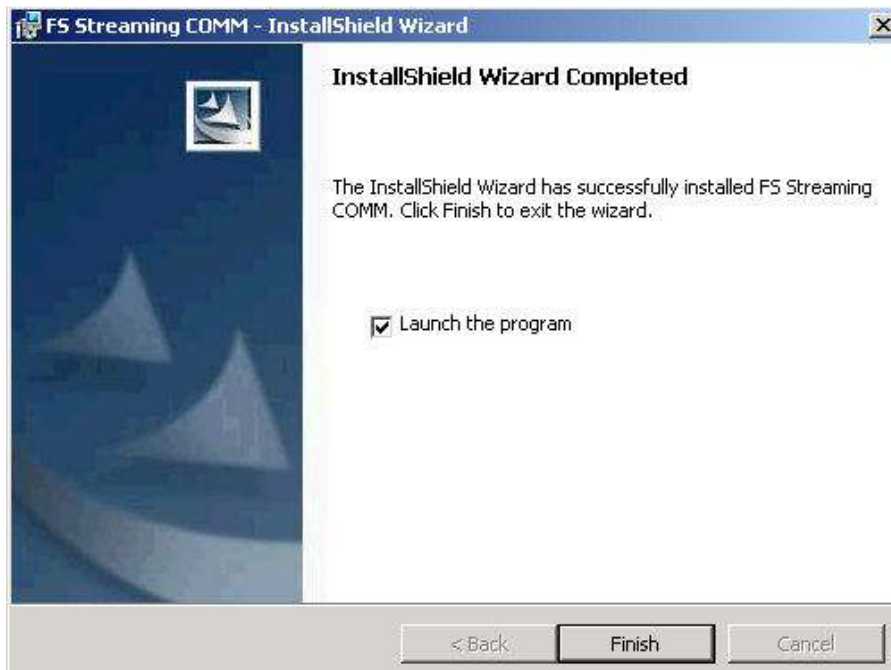 FS Streaming COMM - InstallShield Wizard
InstallShield Wizard Completed
The InstallShield Wizard has successfully installed FS Streaming
COMM. Click Finish to exit the wizard.
Launch the program
< Back
Finish
Cancel